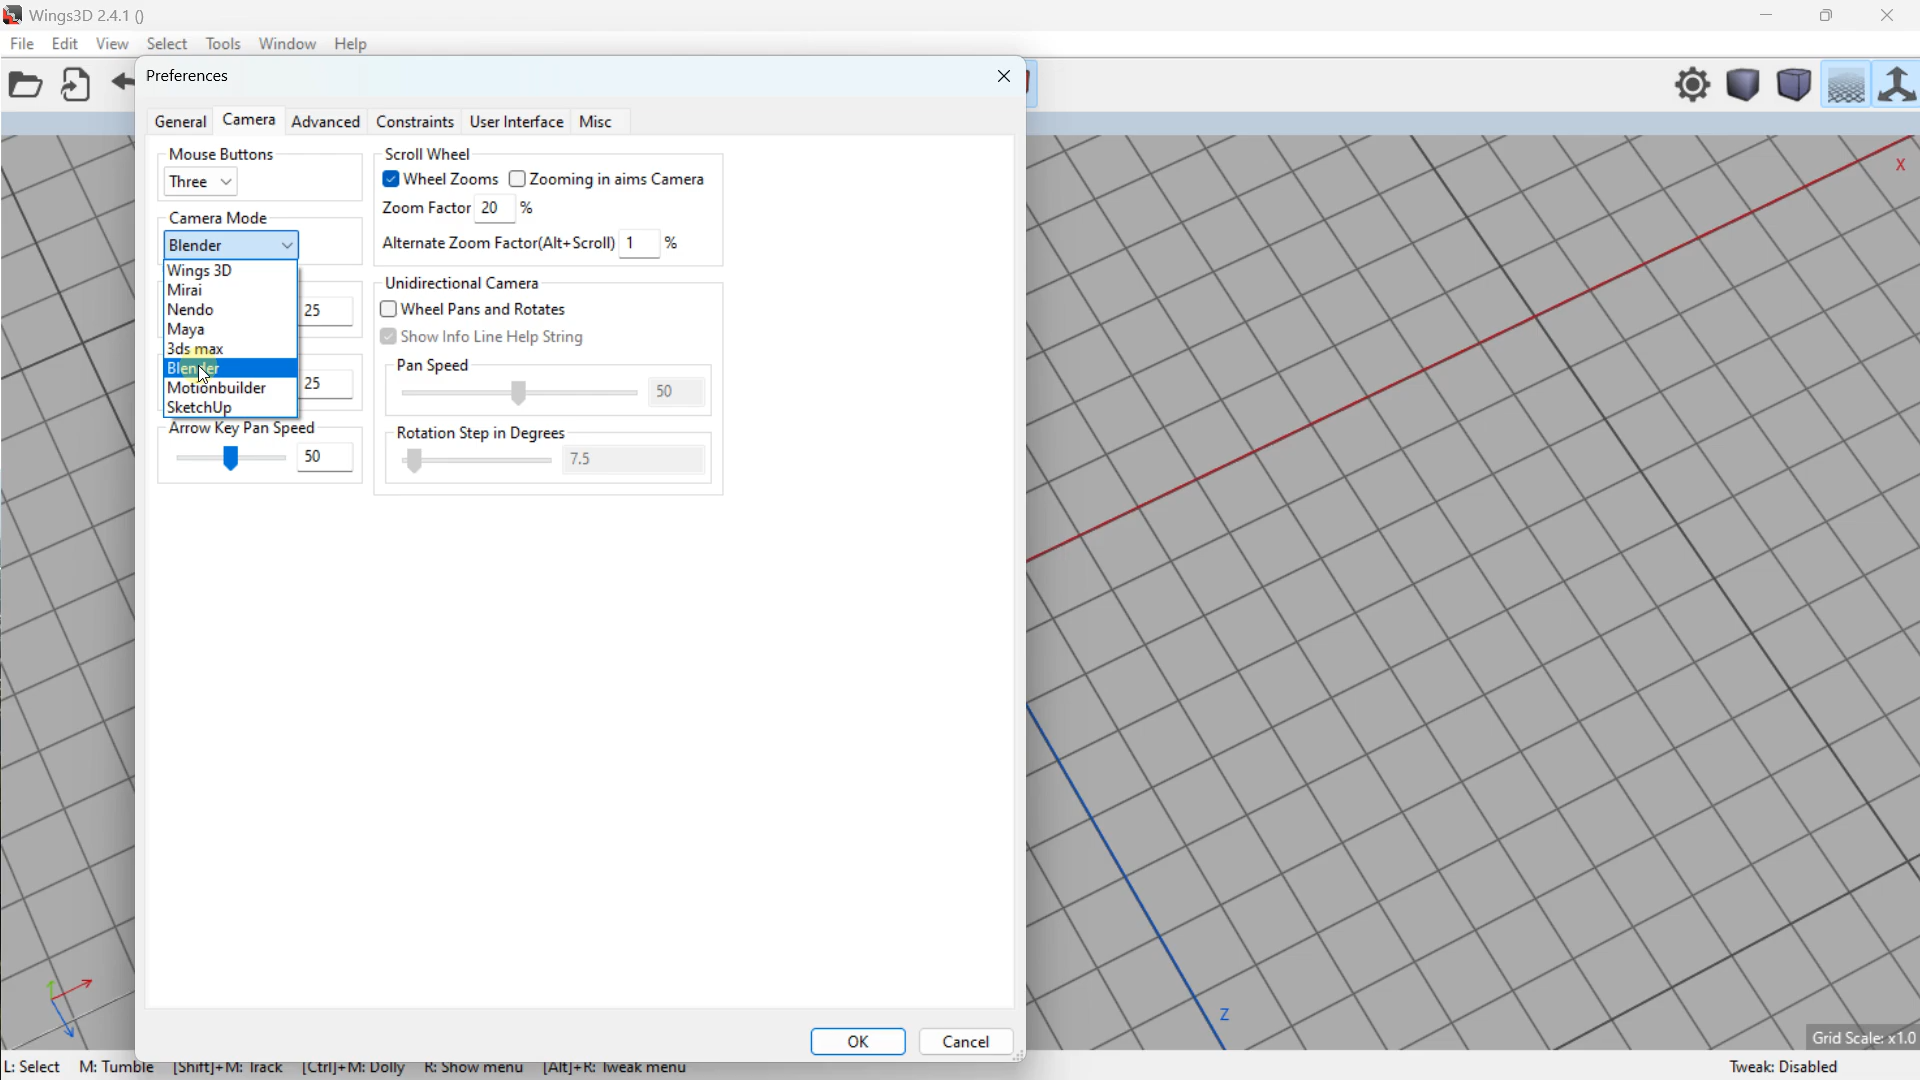 Wings3D 2.4.1 ()
File Edit View Select Tools Window Help
Preferences
General Camera Advanced Constraints User Interface Misc
Mouse Buttons
Three
Camera Mode
Blender
Wings 3D
Mirai
Nendo
Maya
3ds max
Blender
Motionbuilder
SketchUp
25
25
Arrow Key Pan Speed
50
Scroll Wheel
Wheel Zooms Zooming in aims Camera
Zoom Factor 20 %
Alternate Zoom Factor(Alt+Scroll) 1 %
Unidirectional Camera
Wheel Pans and Rotates
Show Info Line Help String
Pan Speed
50
Rotation Step in Degrees
7.5
OK Cancel
X
Z
Grid Scale: x1.0
L: Select M: Tumble [Shift]+M: Track [Ctrl]+M: Dolly R: Show menu [Alt]+R: Tweak menu Tweak: Disabled